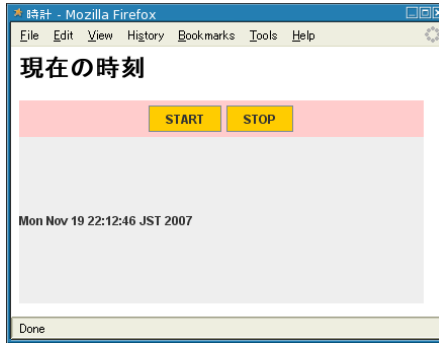 時計 - Mozilla Firefox
File Edit View History Bookmarks Tools Help
現在の時刻
START STOP
Mon Nov 19 22:12:46 JST 2007
Done